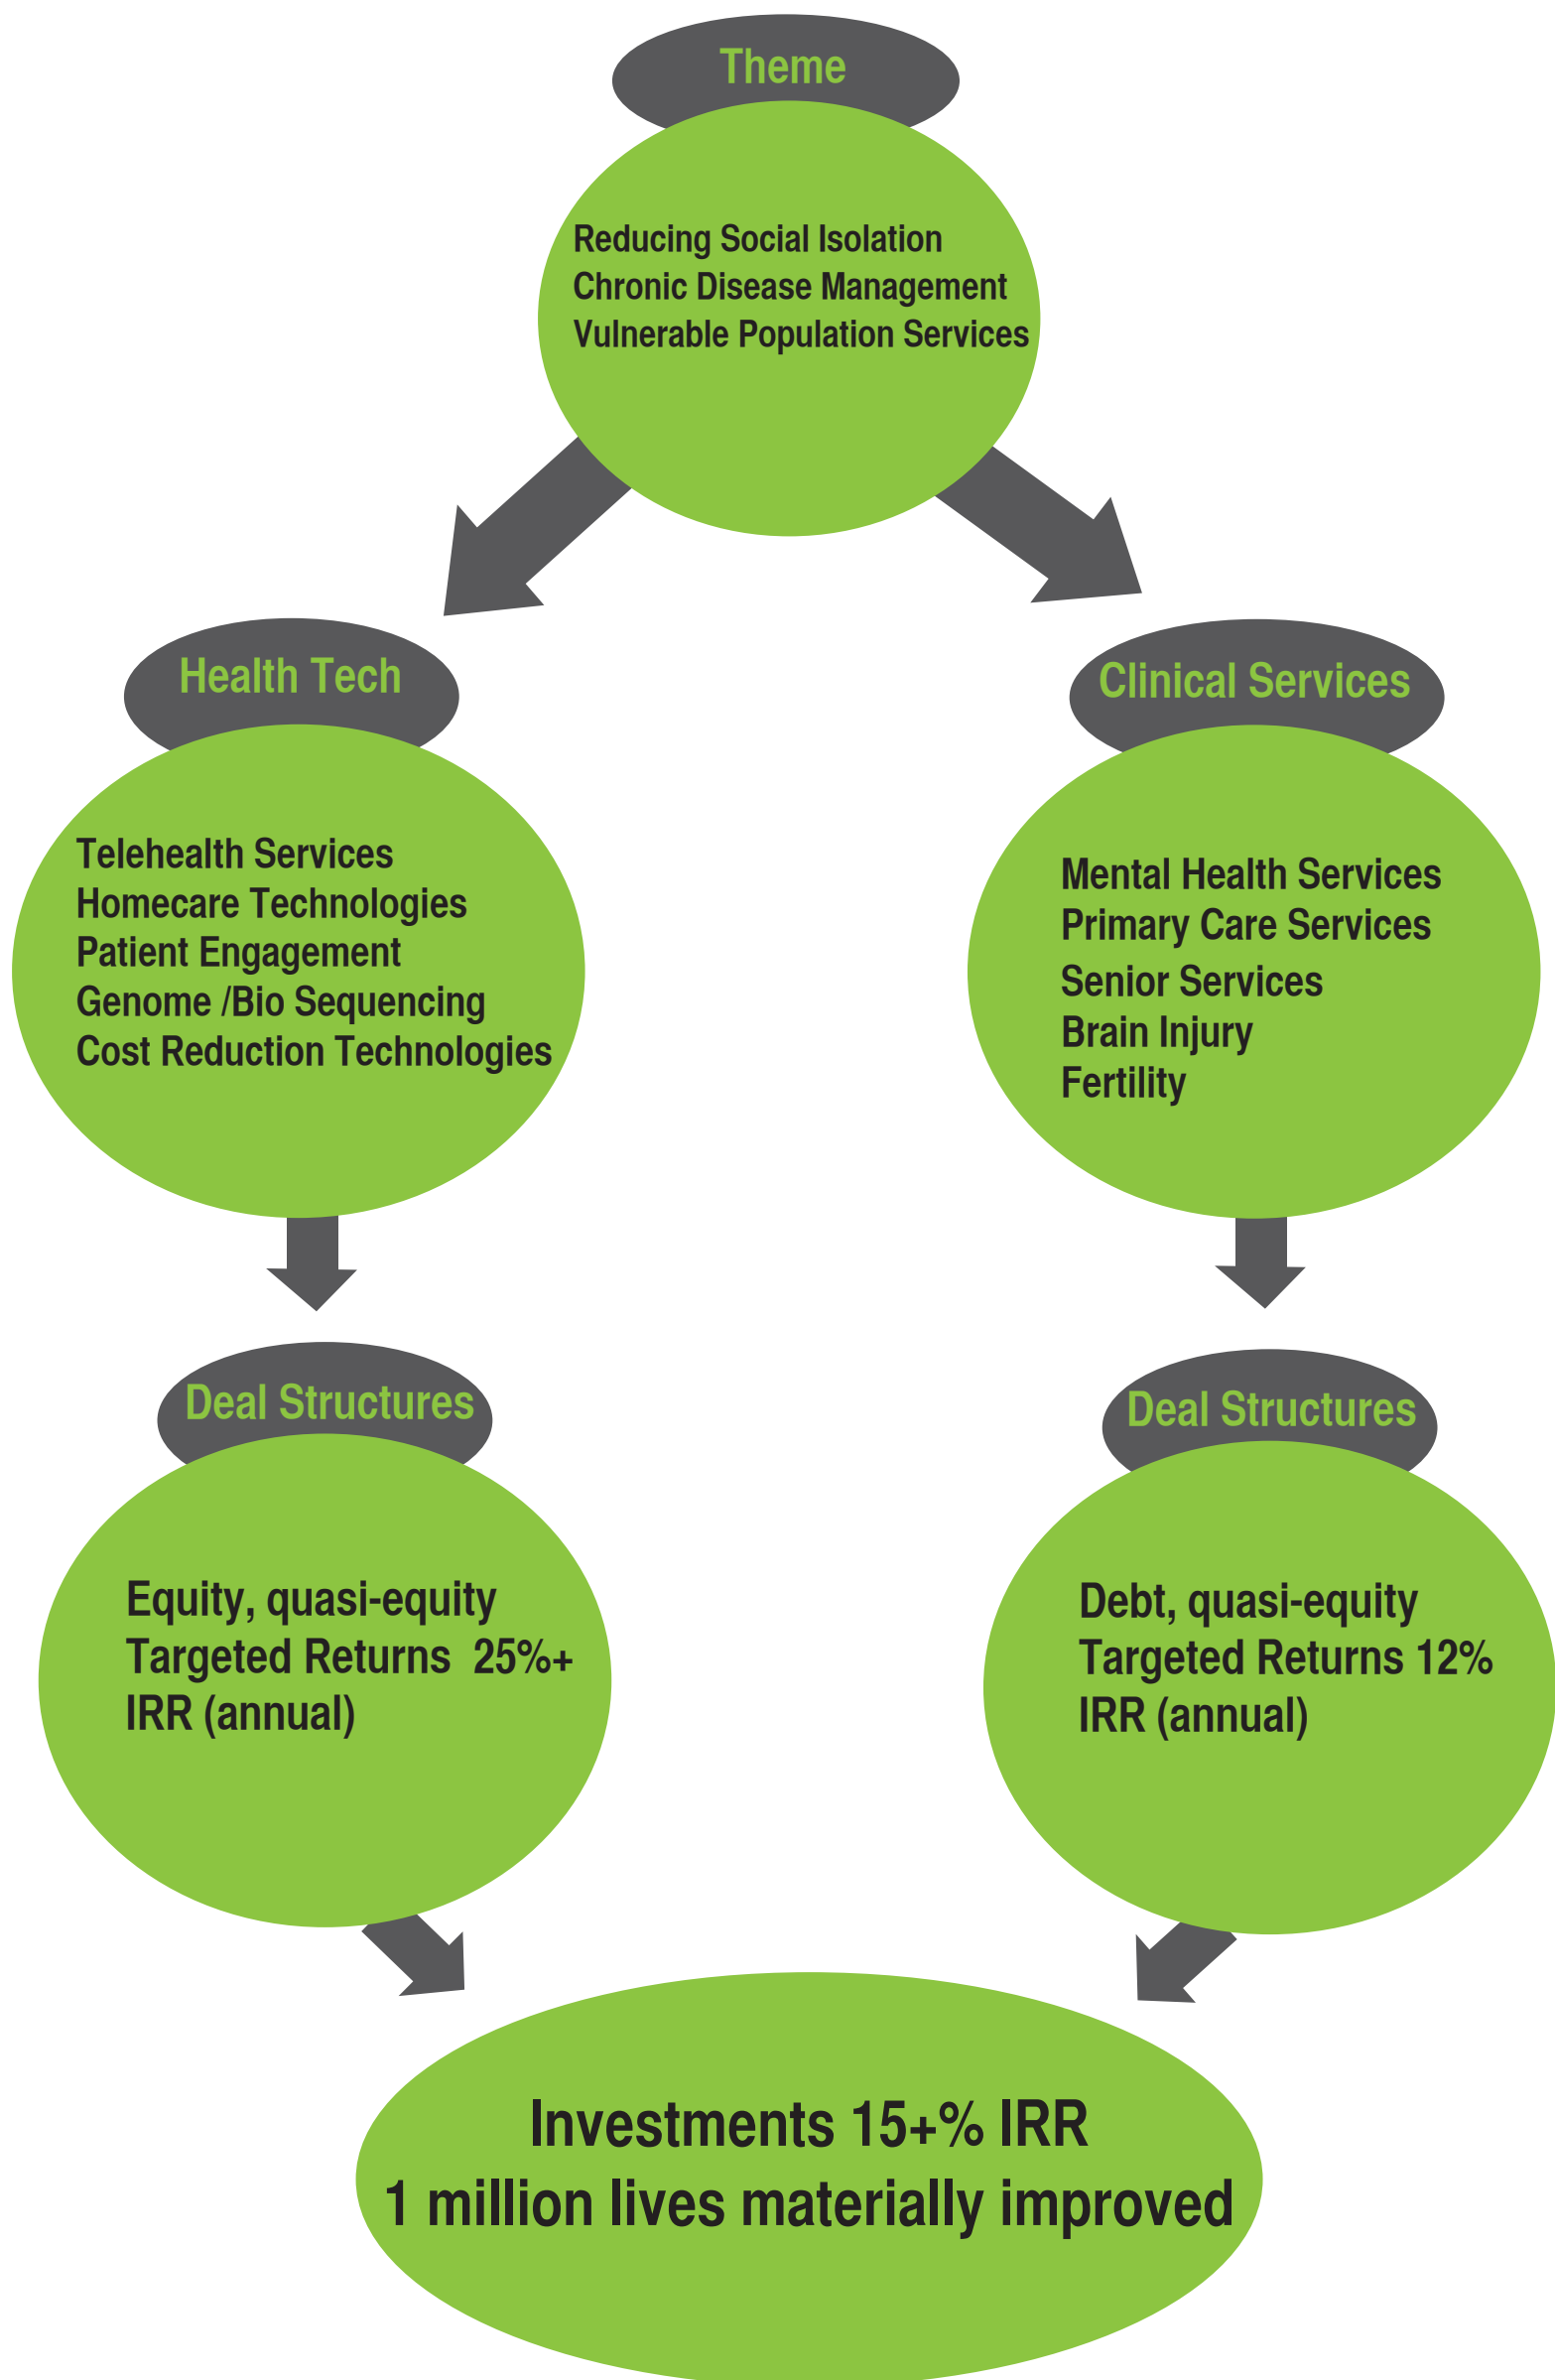 Theme
Reducing Social Isolation
Chronic Disease Management
Vulnerable Population Services
Health Tech
Telehealth Services
Homecare Technologies
Patient Engagement
Genome /Bio Sequencing
Cost Reduction Technologies
Clinical Services
Mental Health Services
Primary Care Services
Senior Services
Brain Injury
Fertility
Deal Structures
Equity, quasi-equity
Targeted Returns  25%+
IRR (annual)
Deal Structures
Debt, quasi-equity
Targeted Returns 12%
IRR (annual)
Investments 15+% IRR
1 million lives materially improved